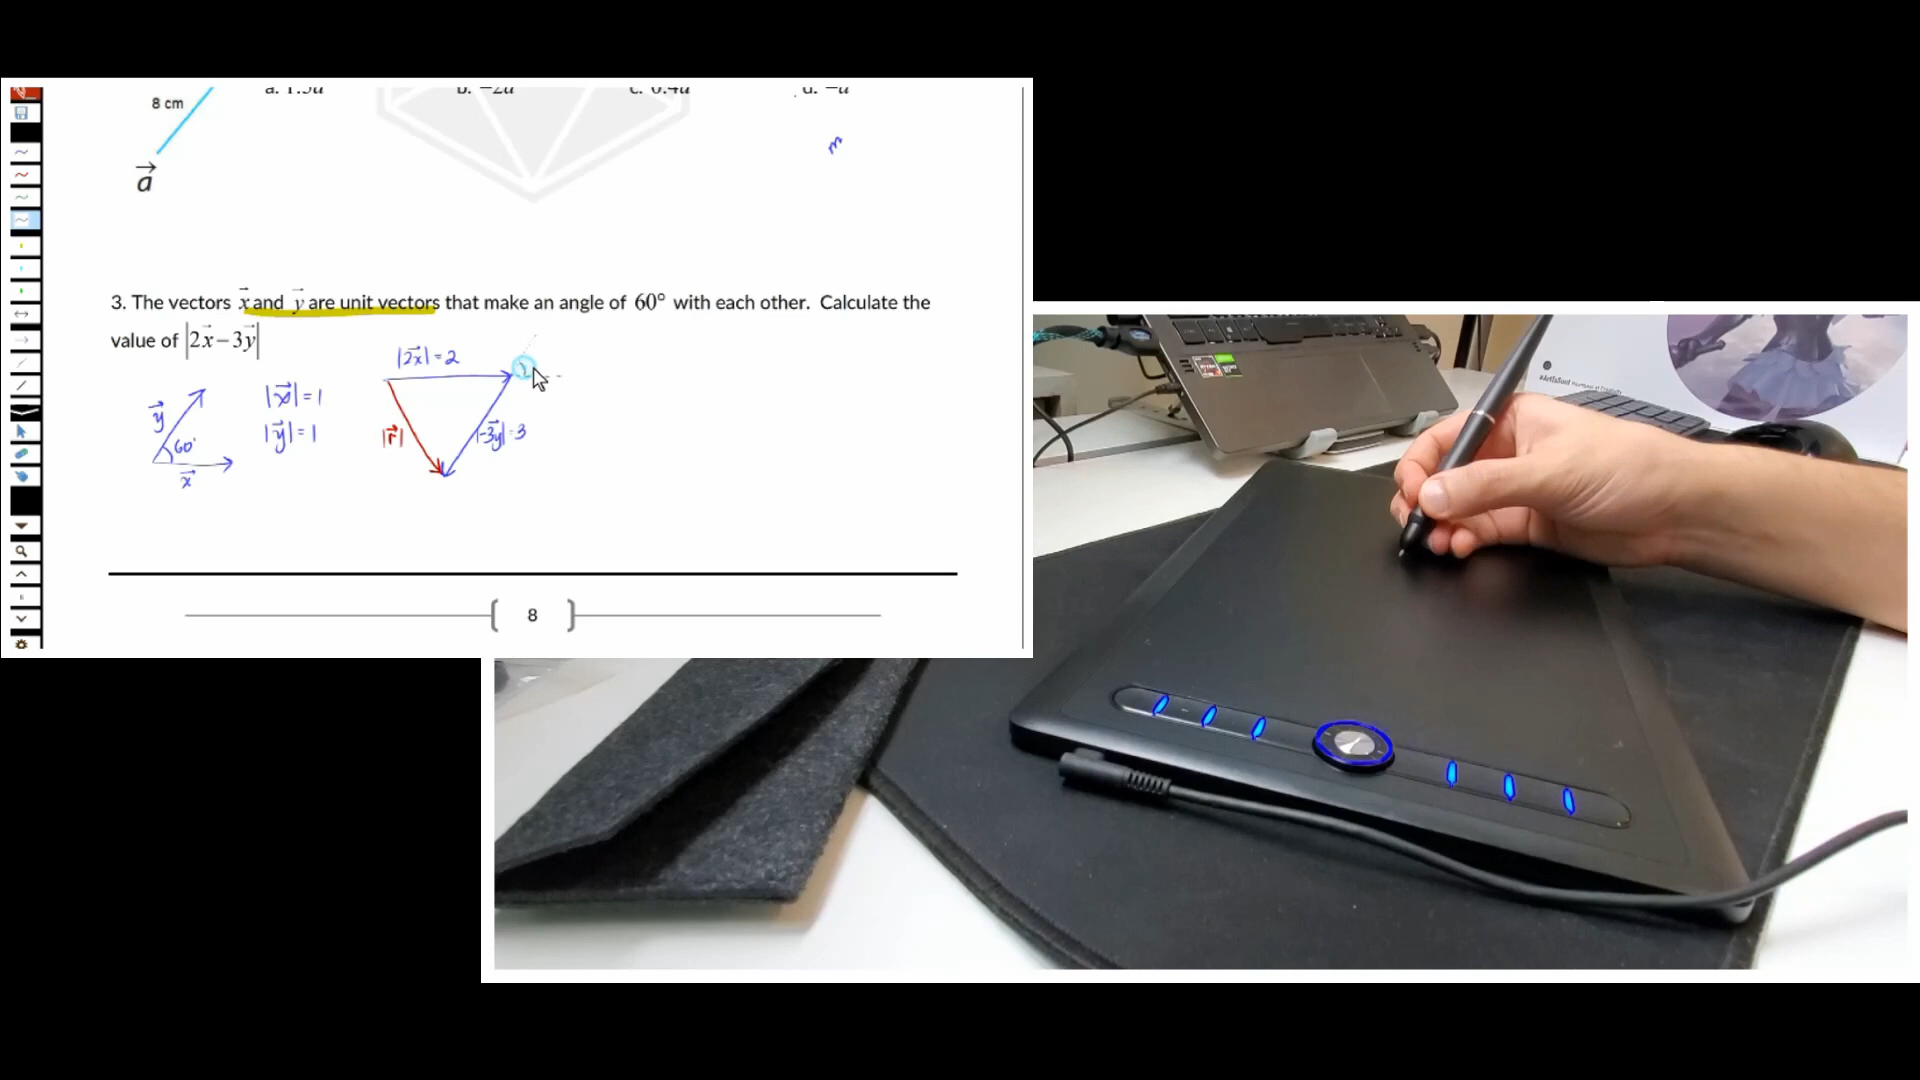 8 cm
a
3. The vectors x⃗ and y⃗ are unit vectors that make an angle of 60° with each other. Calculate the
value of |2x⃗ − 3y⃗|
|2x⃗| = 2
y⃗
60°
x⃗
|x⃗| = 1
|y⃗| = 1
|r⃗|
|-3y⃗| = 3
8